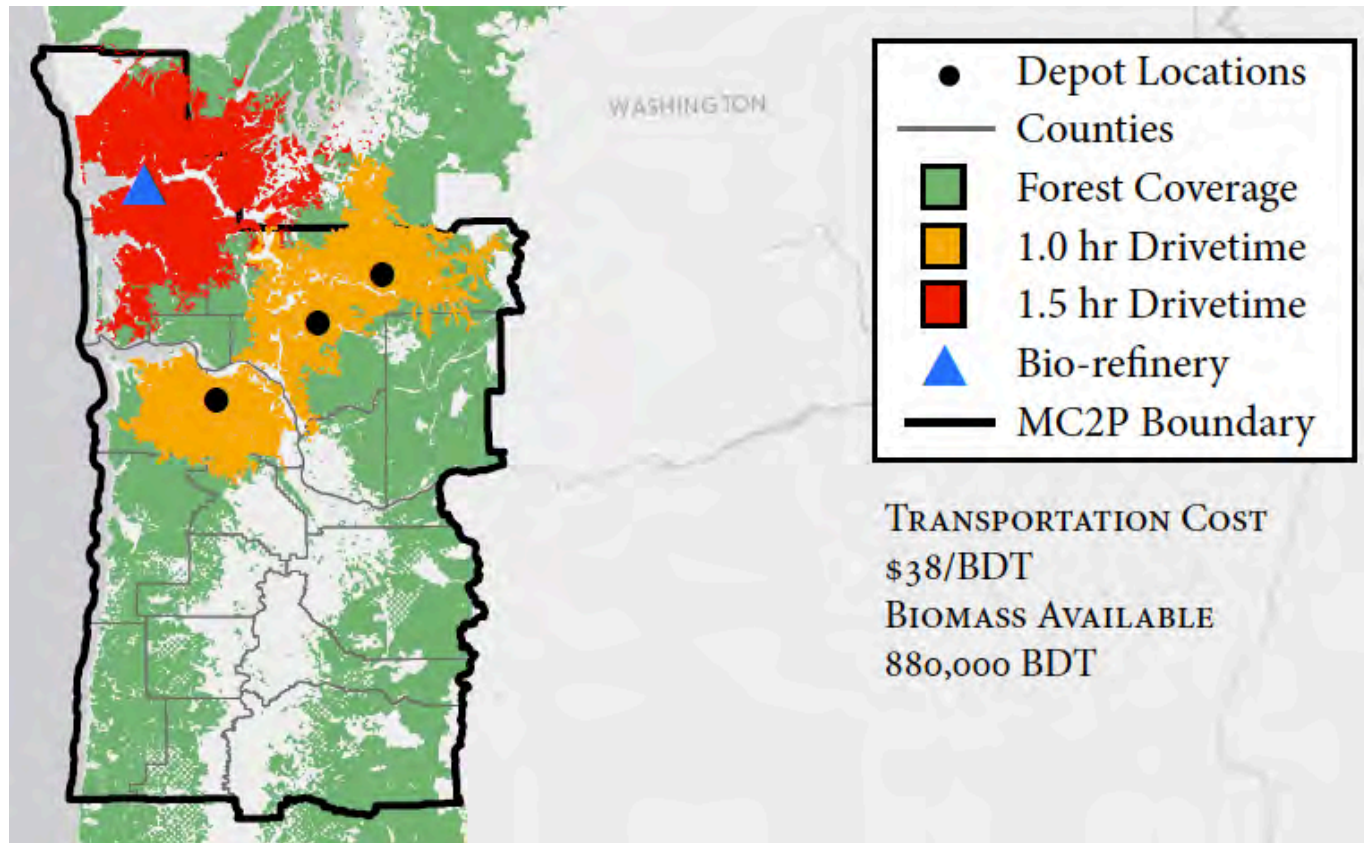 WASHINGTON
Depot Locations
Counties
Forest Coverage
1.0 hr Drivetime
1.5 hr Drivetime
Bio-refinery
MC2P Boundary
Transportation Cost
$38/BDT
Biomass Available
880,000 BDT